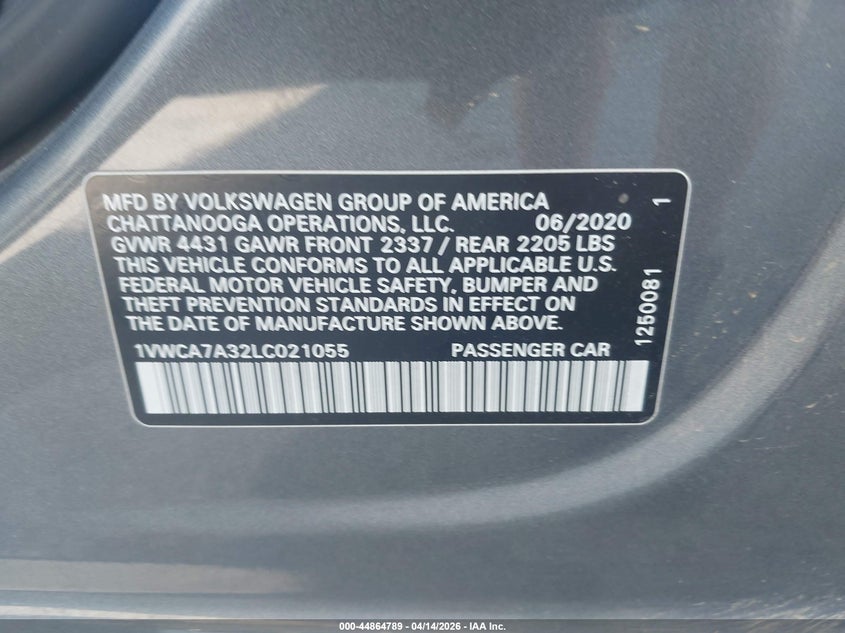 MFD BY VOLKSWAGEN GROUP OF AMERICA
CHATTANOOGA OPERATIONS, LLC. 06/2020
GVWR 4431 GAWR FRONT 2337 / REAR 2205 LBS
THIS VEHICLE CONFORMS TO ALL APPLICABLE U.S.
FEDERAL MOTOR VEHICLE SAFETY, BUMPER AND
THEFT PREVENTION STANDARDS IN EFFECT ON
THE DATE OF MANUFACTURE SHOWN ABOVE.
1VWCA7A32LC021055 PASSENGER CAR
1250081 1
000-44864789 - 04/14/2026 - IAA Inc.